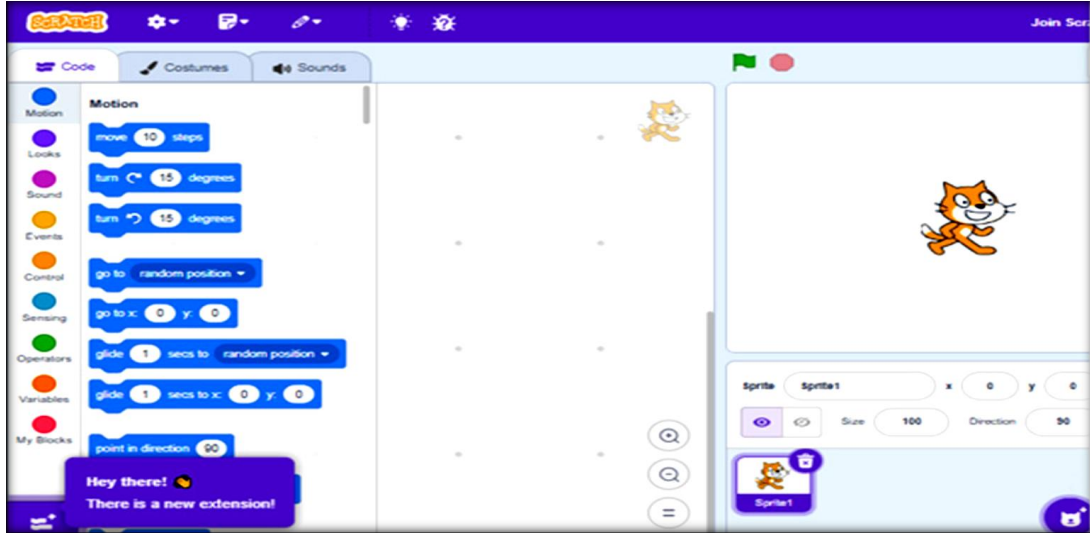 SCRATCH
Join Scr
Code Costumes Sounds
Motion
Looks
Sound
Events
Control
Sensing
Operators
Variables
My Blocks
Motion
move 10 steps
turn 15 degrees
turn 15 degrees
go to random position
go to x: 0 y: 0
glide 1 secs to random position
glide 1 secs to x: 0 y: 0
point in direction 90
Hey there!
There is a new extension!
Sprite Sprite1 x 0 y 0
Size 100 Direction 90
Sprite1